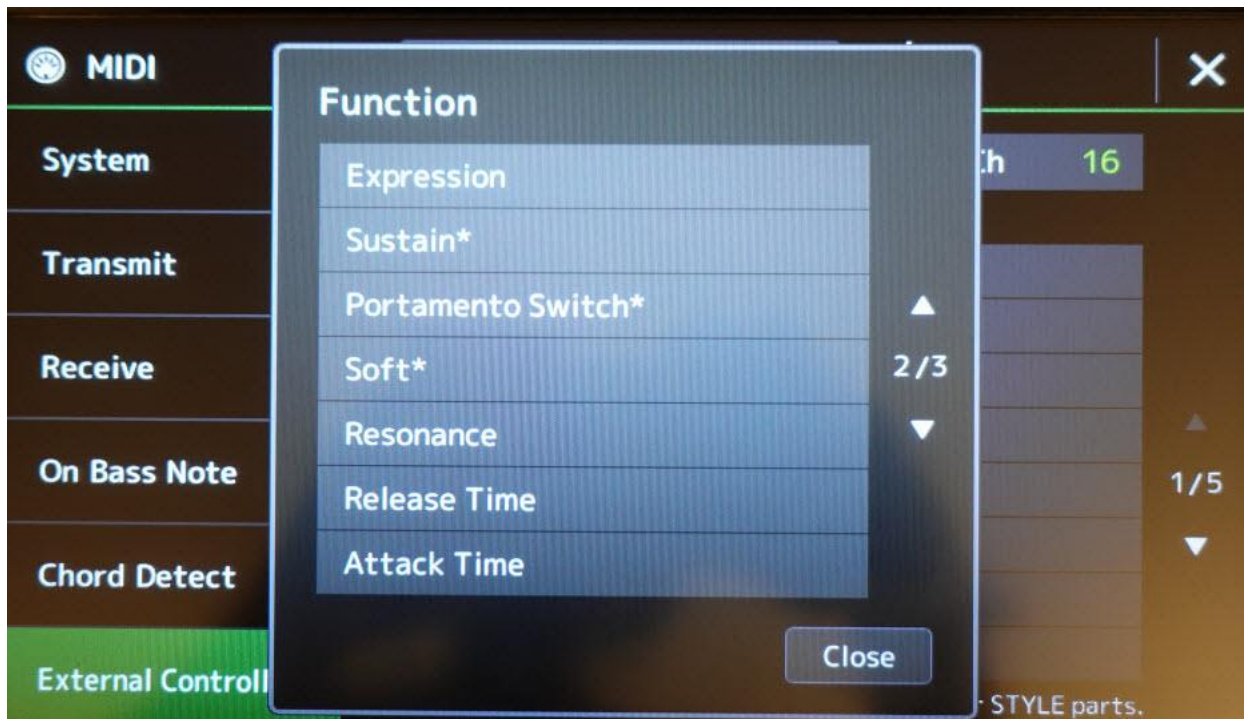 MIDI
Function
System
Transmit
Receive
On Bass Note
Chord Detect
External Controll
Expression
Sustain*
Portamento Switch*
Soft*
Resonance
Release Time
Attack Time
2/3
Close
Ch 16
1/5
STYLE parts.